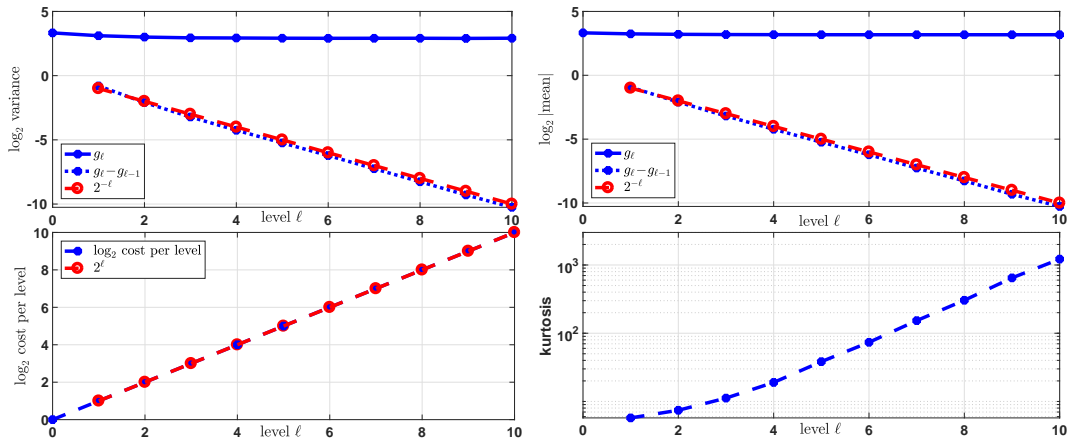 5
0
-5
-10
0
2
4
6
8
10
log₂ variance
level ℓ
g_ℓ
g_ℓ−g_{ℓ−1}
2^{−ℓ}
5
0
-5
-10
0
2
4
6
8
10
log₂ |mean|
level ℓ
g_ℓ
g_ℓ−g_{ℓ−1}
2^{−ℓ}
10
8
6
4
2
0
0
2
4
6
8
10
log₂ cost per level
level ℓ
log₂ cost per level
2^ℓ
10³
10²
0
2
4
6
8
10
kurtosis
level ℓ